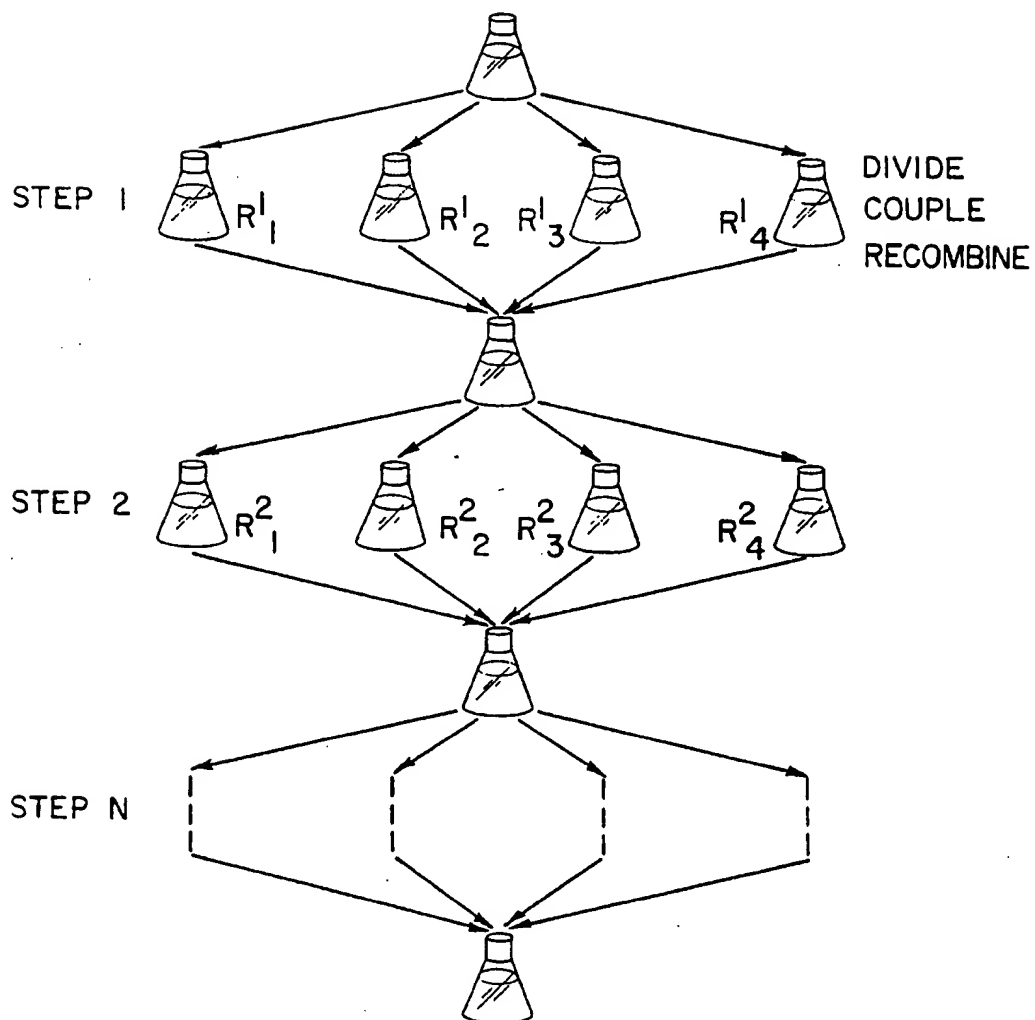 STEP 1
R¹₁ R¹₂ R¹₃ R¹₄
DIVIDE
COUPLE
RECOMBINE
STEP 2
R²₁ R²₂ R²₃ R²₄
STEP N